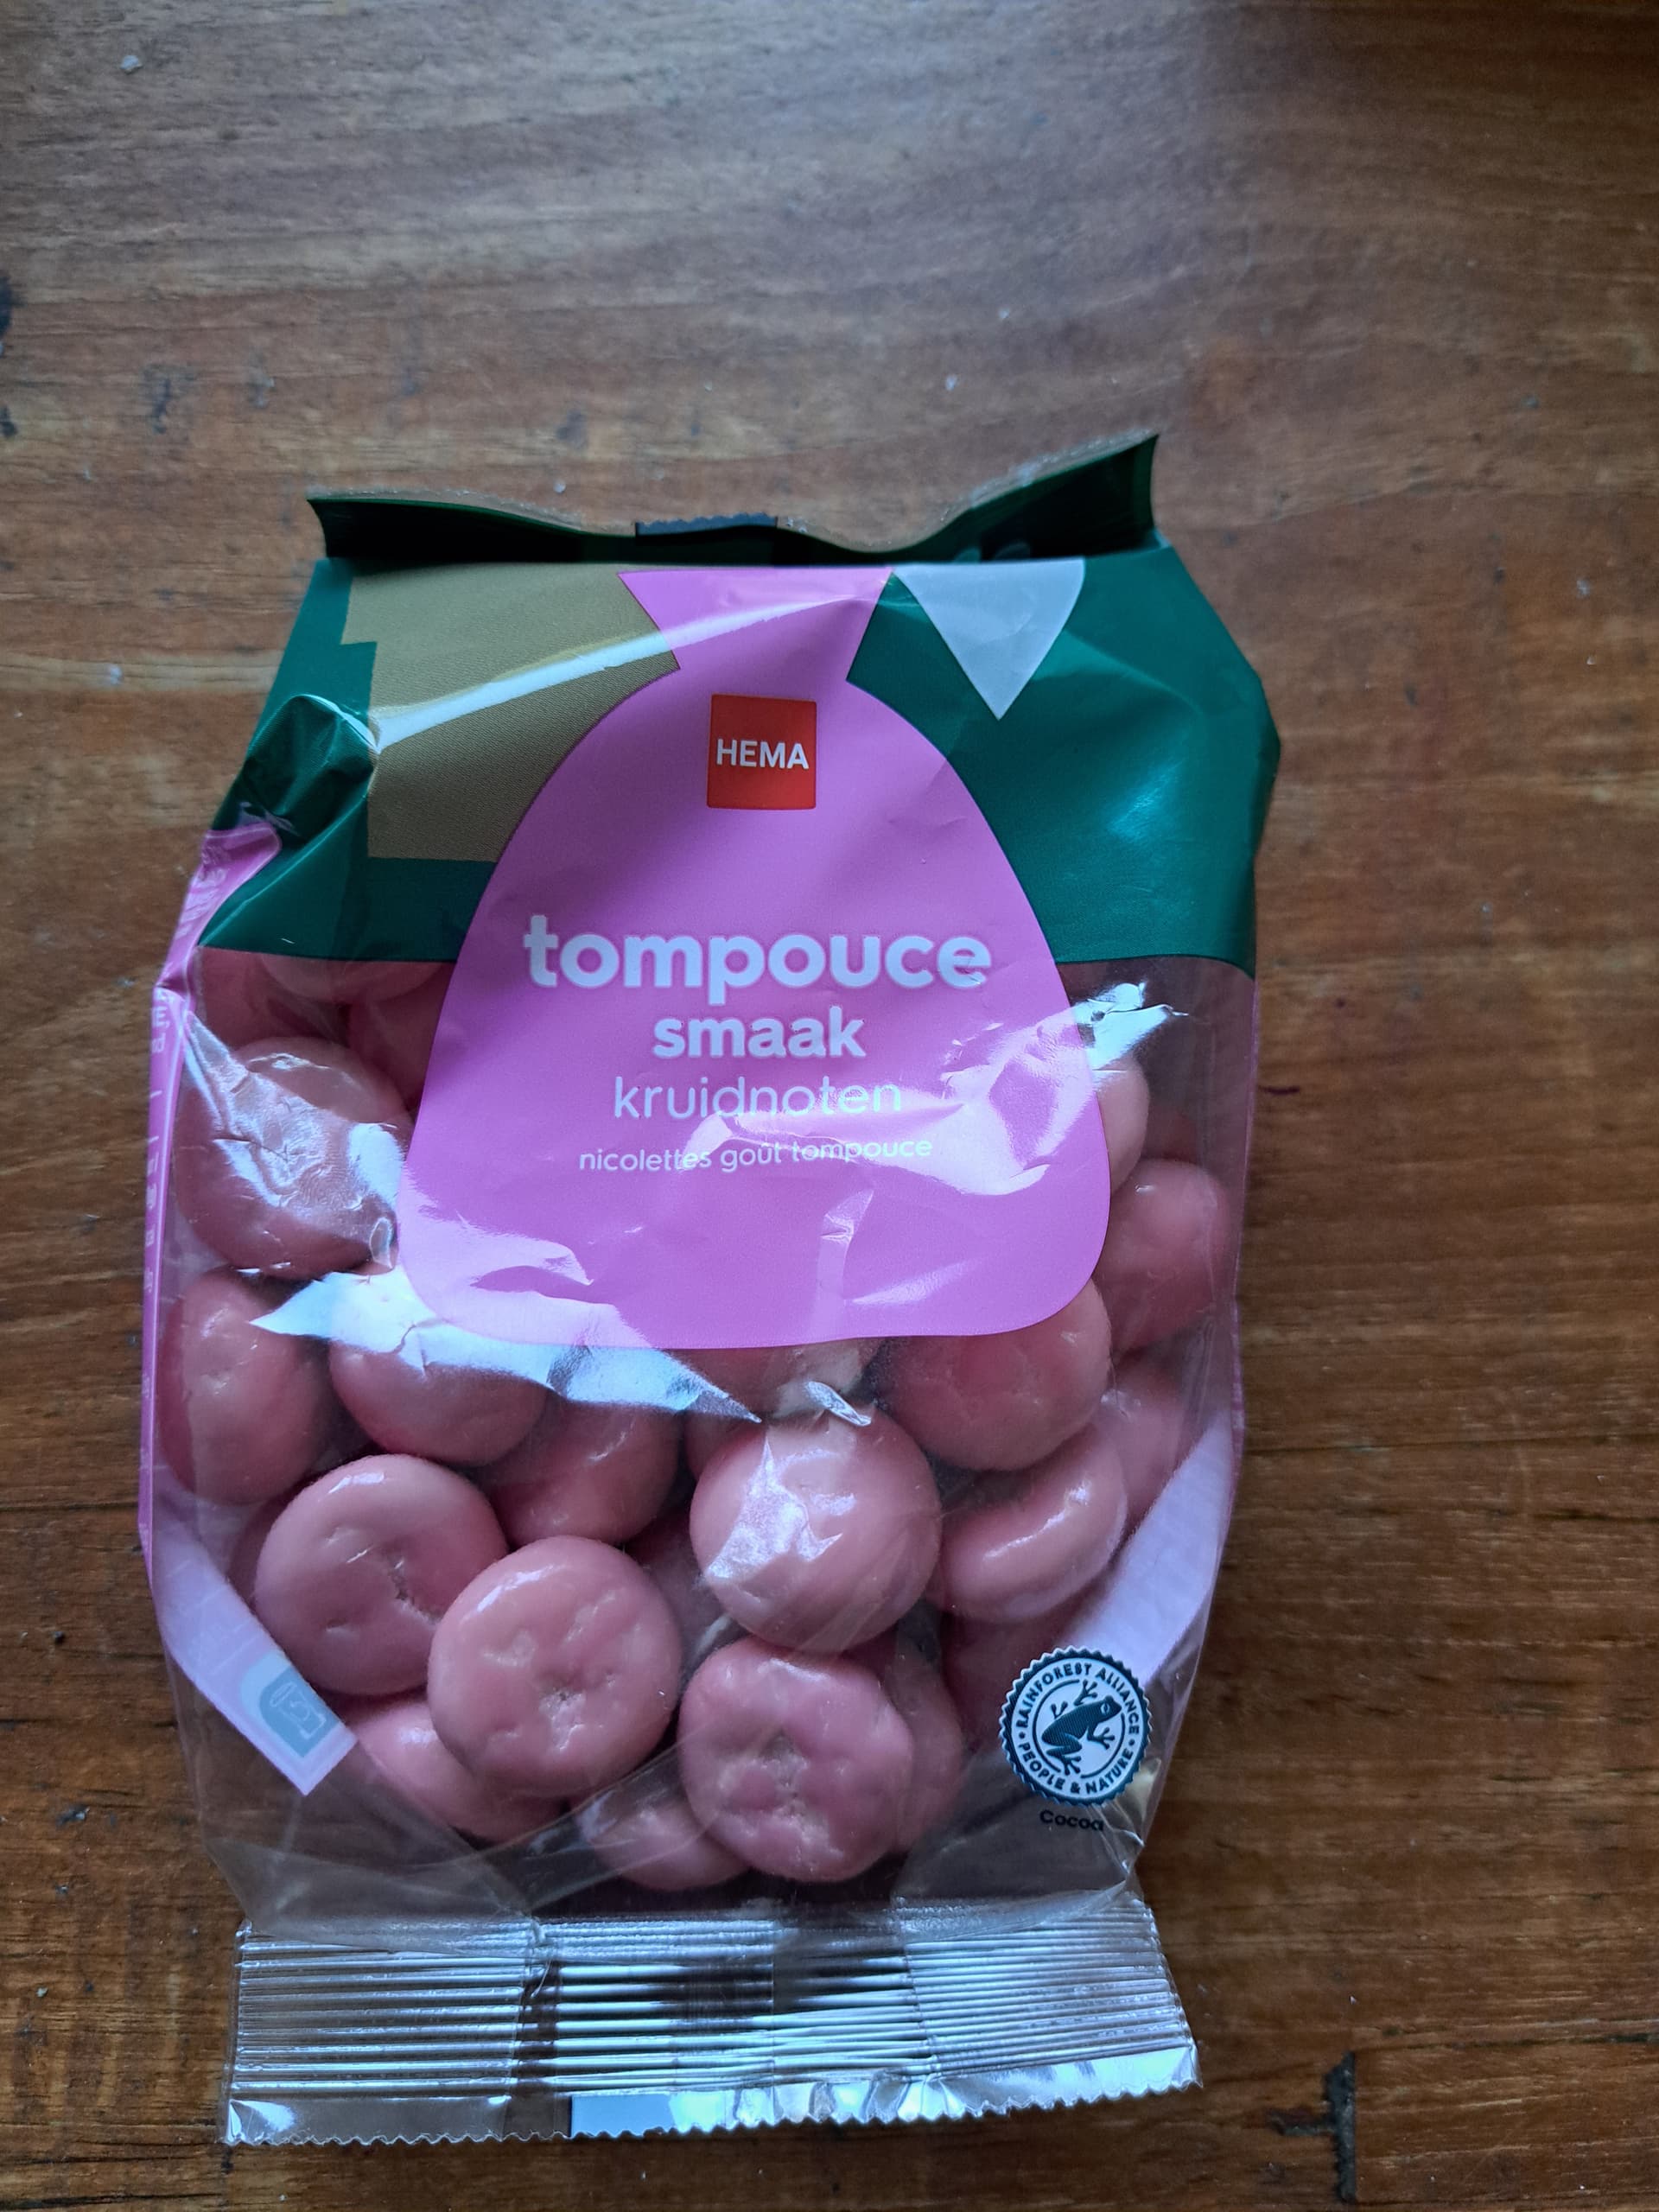 HEMA
tompouce
smaak
kruidnoten
nicolettes goût tompouce
RAINFOREST ALLIANCE
PEOPLE & NATURE
Cocoa